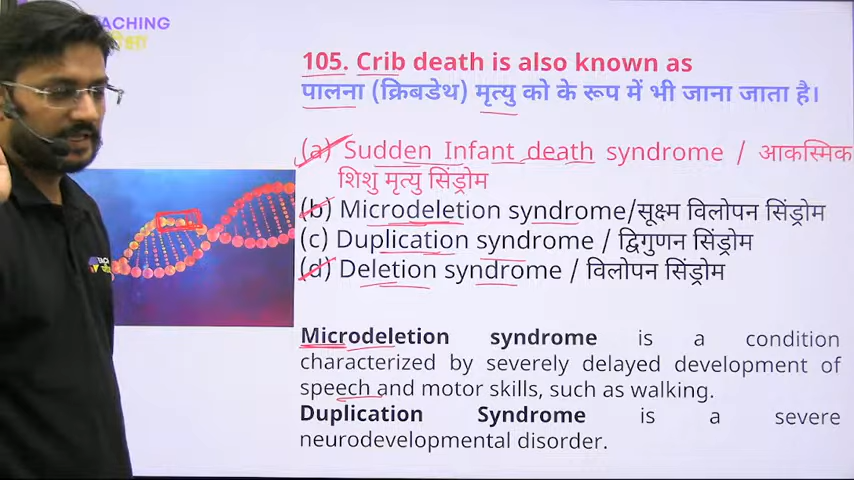 ACHING
105. Crib death is also known as
पालना (क्रिबडेथ) मृत्यु को के रूप में भी जाना जाता है।
(a) Sudden Infant death syndrome / आकस्मिक
शिशु मृत्यु सिंड्रोम
(b) Microdeletion syndrome/सूक्ष्म विलोपन सिंड्रोम
(c) Duplication syndrome / द्विगुणन सिंड्रोम
(d) Deletion syndrome / विलोपन सिंड्रोम
Microdeletion syndrome is a condition
characterized by severely delayed development of
speech and motor skills, such as walking.
Duplication Syndrome is a severe
neurodevelopmental disorder.